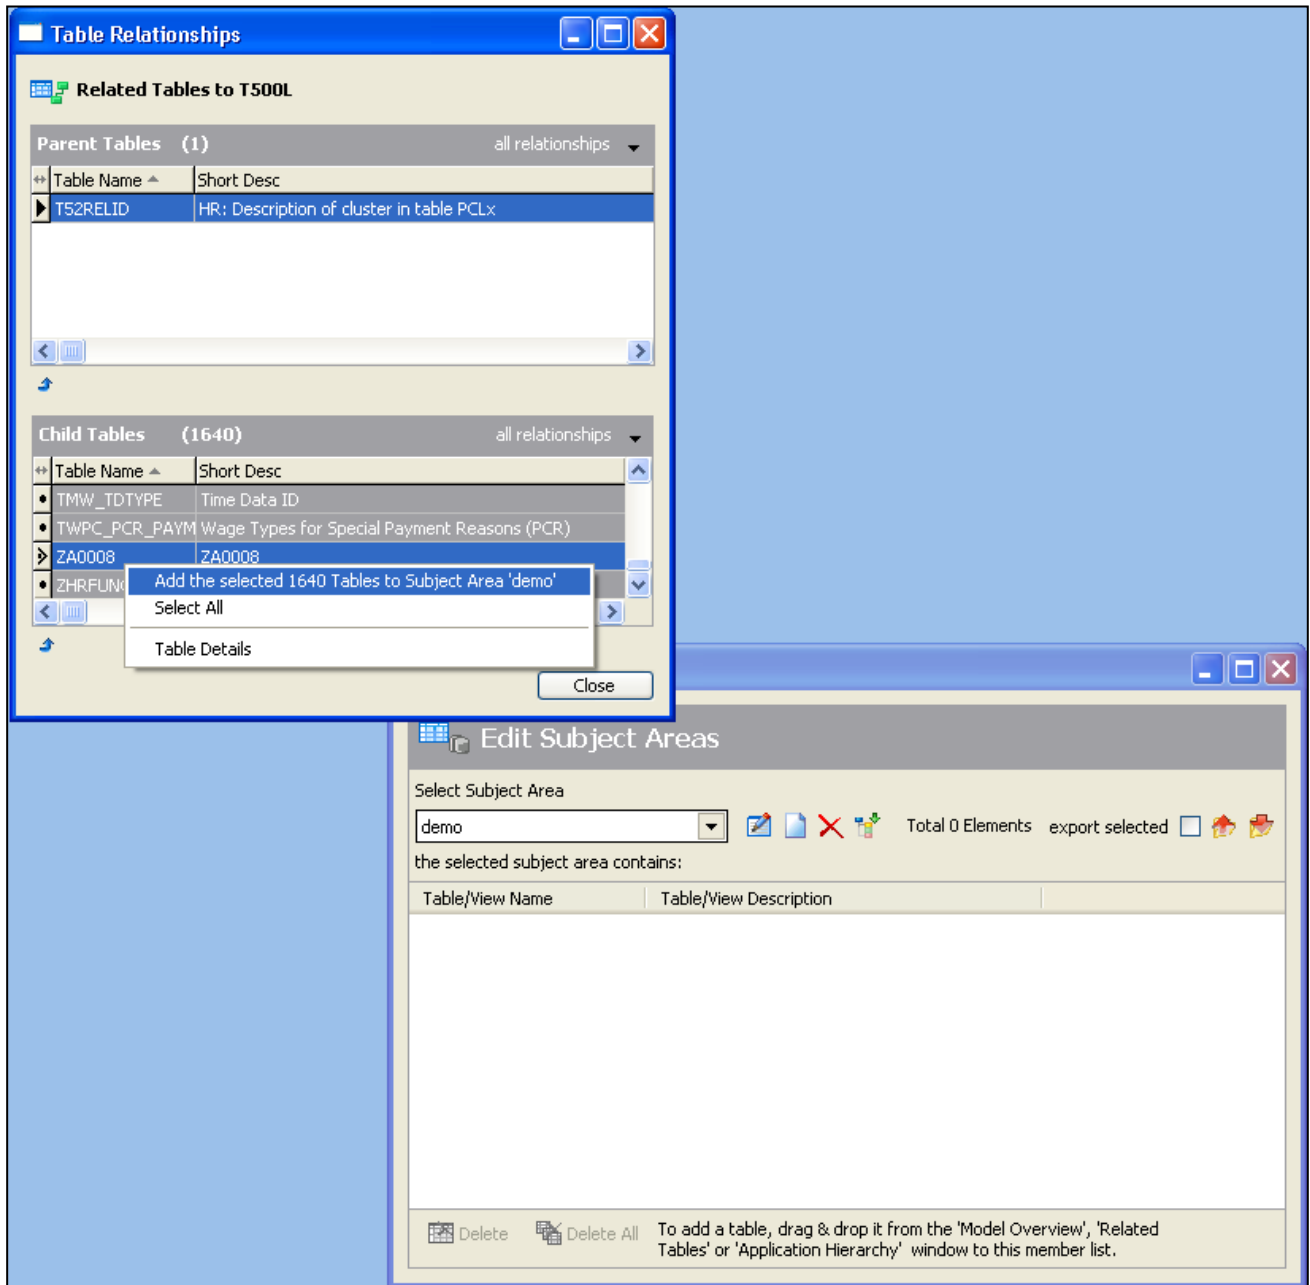 Table Relationships
Related Tables to T500L
Parent Tables (1) all relationships
Table Name Short Desc
T52RELID HR: Description of cluster in table PCLx
Child Tables (1640) all relationships
Table Name Short Desc
TMW_TDTYPE Time Data ID
TWPC_PCR_PAYM Wage Types for Special Payment Reasons (PCR)
ZA0008 ZA0008
ZHRFUNC
Add the selected 1640 Tables to Subject Area 'demo'
Select All
Table Details
Close
Edit Subject Areas
Select Subject Area
demo Total 0 Elements export selected
the selected subject area contains:
Table/View Name Table/View Description
Delete Delete All To add a table, drag & drop it from the 'Model Overview', 'Related
Tables' or 'Application Hierarchy' window to this member list.